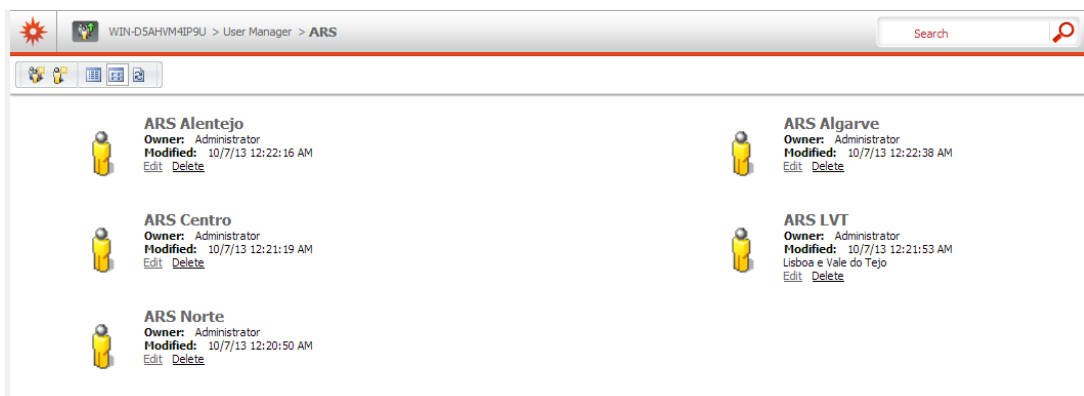 WIN-D5AHVM4IP9U > User Manager > ARS
Search
ARS Alentejo
Owner: Administrator
Modified: 10/7/13 12:22:16 AM
Edit Delete
ARS Algarve
Owner: Administrator
Modified: 10/7/13 12:22:38 AM
Edit Delete
ARS Centro
Owner: Administrator
Modified: 10/7/13 12:21:19 AM
Edit Delete
ARS LVT
Owner: Administrator
Modified: 10/7/13 12:21:53 AM
Lisboa e Vale do Tejo
Edit Delete
ARS Norte
Owner: Administrator
Modified: 10/7/13 12:20:50 AM
Edit Delete